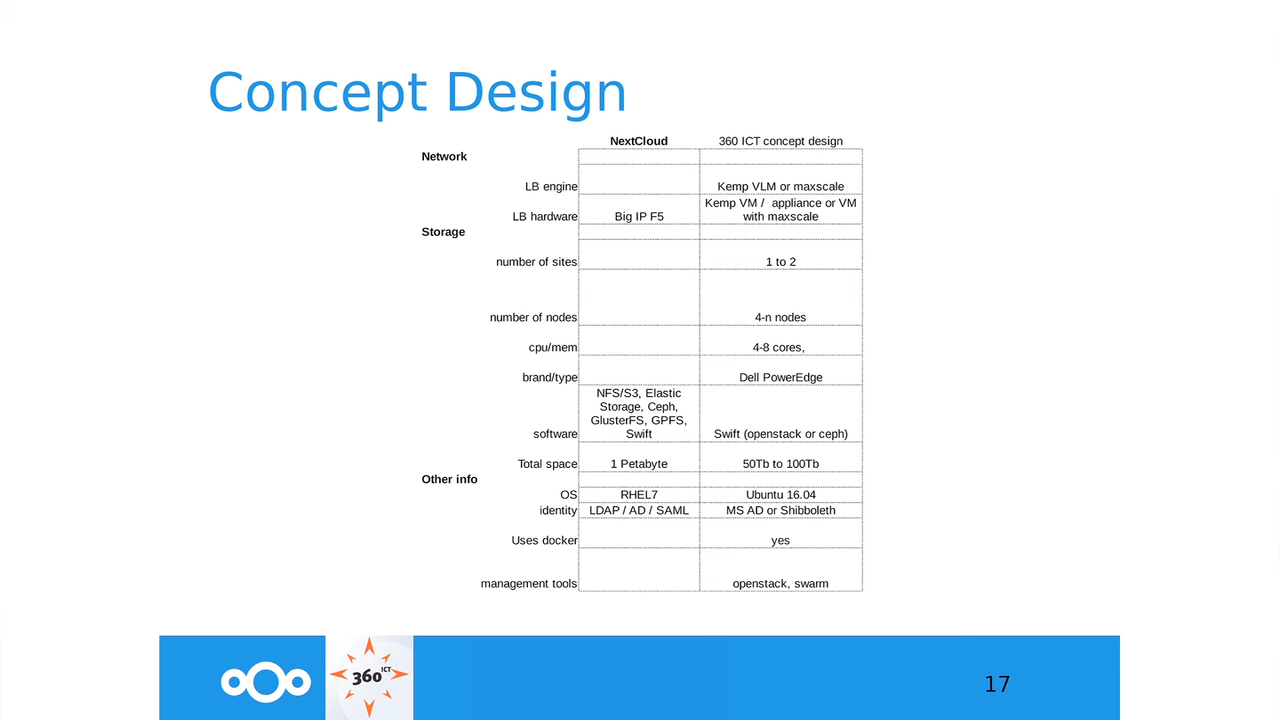 Concept Design
NextCloud 360 ICT concept design
Network
LB engine Kemp VLM or maxscale
Kemp VM /  appliance or VM
LB hardware Big IP F5 with maxscale
Storage
number of sites 1 to 2
number of nodes 4-n nodes
cpu/mem 4-8 cores,
brand/type Dell PowerEdge
NFS/S3, Elastic
Storage, Ceph,
GlusterFS, GPFS,
software Swift Swift (openstack or ceph)
Total space 1 Petabyte 50Tb to 100Tb
Other info
OS RHEL7 Ubuntu 16.04
identity LDAP / AD / SAML MS AD or Shibboleth
Uses docker yes
management tools openstack, swarm
360 ICT
17